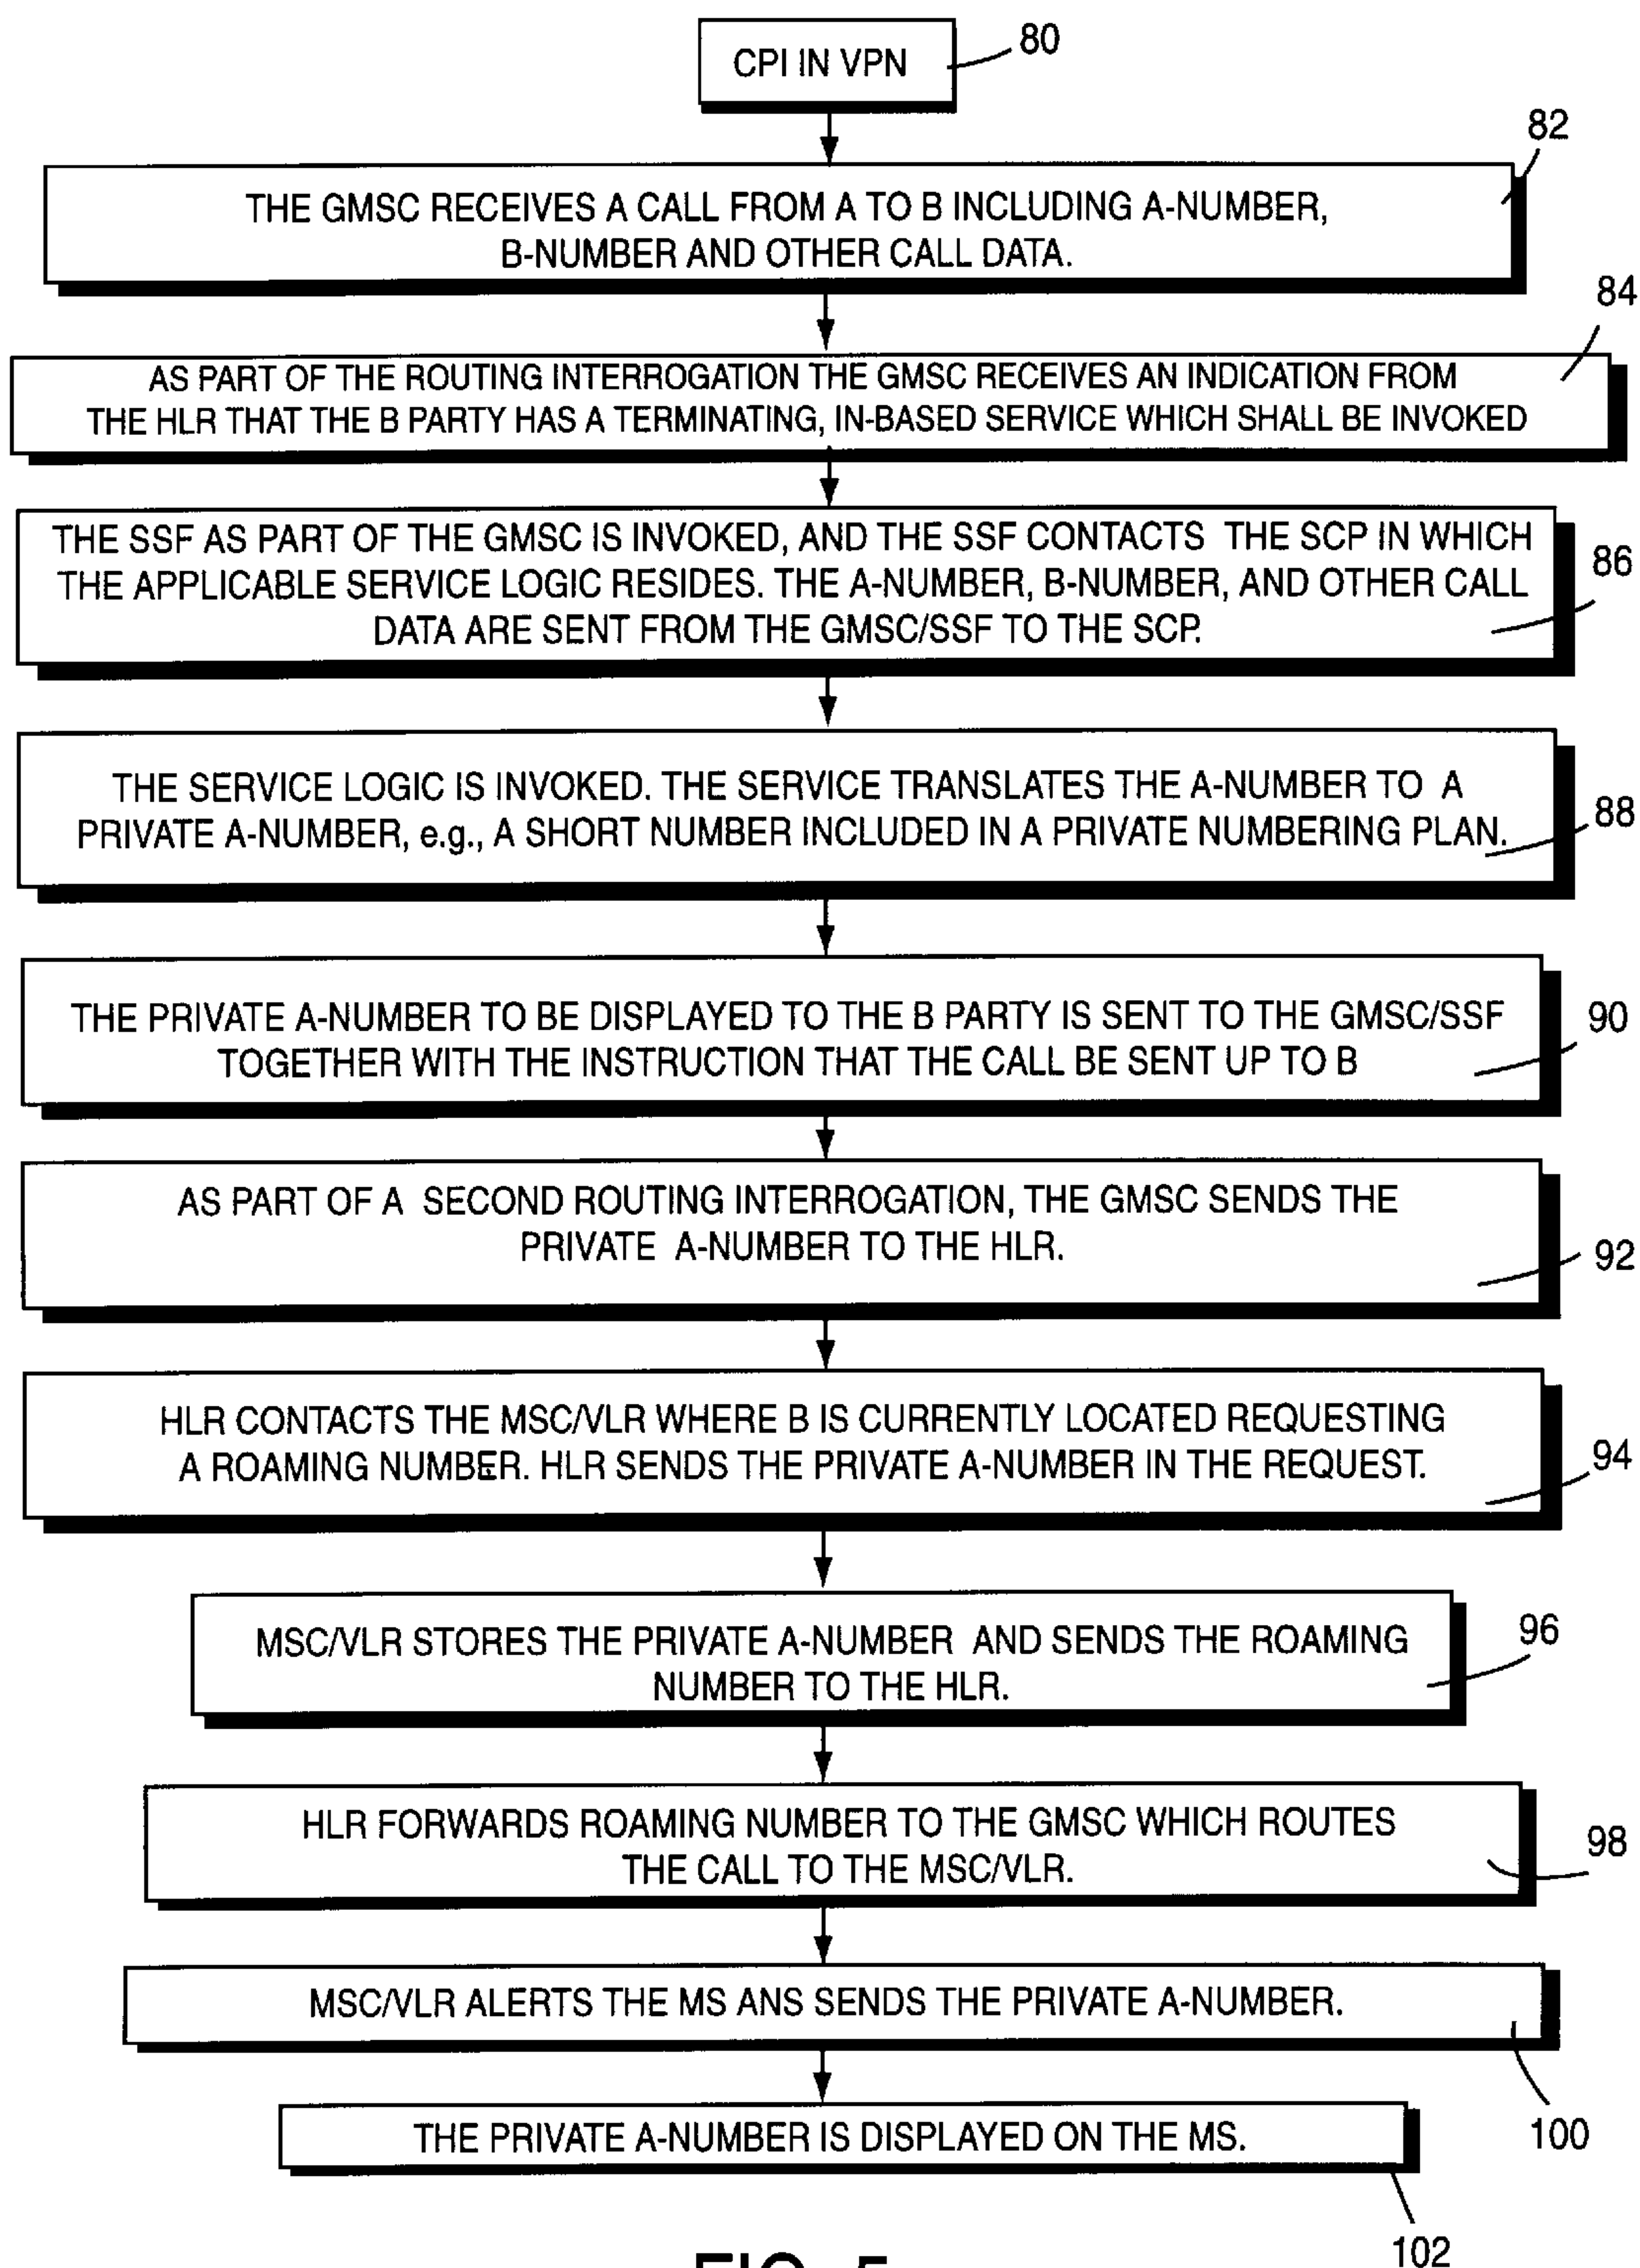 CPI IN VPN
80
82
THE GMSC RECEIVES A CALL FROM A TO B INCLUDING A-NUMBER,
B-NUMBER AND OTHER CALL DATA.
84
AS PART OF THE ROUTING INTERROGATION THE GMSC RECEIVES AN INDICATION FROM
THE HLR THAT THE B PARTY HAS A TERMINATING, IN-BASED SERVICE WHICH SHALL BE INVOKED
THE SSF AS PART OF THE GMSC IS INVOKED, AND THE SSF CONTACTS THE SCP IN WHICH
THE APPLICABLE SERVICE LOGIC RESIDES. THE A-NUMBER, B-NUMBER, AND OTHER CALL
DATA ARE SENT FROM THE GMSC/SSF TO THE SCP.
86
THE SERVICE LOGIC IS INVOKED. THE SERVICE TRANSLATES THE A-NUMBER TO A
PRIVATE A-NUMBER, e.g., A SHORT NUMBER INCLUDED IN A PRIVATE NUMBERING PLAN.
88
THE PRIVATE A-NUMBER TO BE DISPLAYED TO THE B PARTY IS SENT TO THE GMSC/SSF
TOGETHER WITH THE INSTRUCTION THAT THE CALL BE SENT UP TO B
90
AS PART OF A SECOND ROUTING INTERROGATION, THE GMSC SENDS THE
PRIVATE A-NUMBER TO THE HLR.
92
HLR CONTACTS THE MSC/VLR WHERE B IS CURRENTLY LOCATED REQUESTING
A ROAMING NUMBER. HLR SENDS THE PRIVATE A-NUMBER IN THE REQUEST.
94
MSC/VLR STORES THE PRIVATE A-NUMBER AND SENDS THE ROAMING
NUMBER TO THE HLR.
96
HLR FORWARDS ROAMING NUMBER TO THE GMSC WHICH ROUTES
THE CALL TO THE MSC/VLR.
98
MSC/VLR ALERTS THE MS ANS SENDS THE PRIVATE A-NUMBER.
100
THE PRIVATE A-NUMBER IS DISPLAYED ON THE MS.
102
FIG. 5